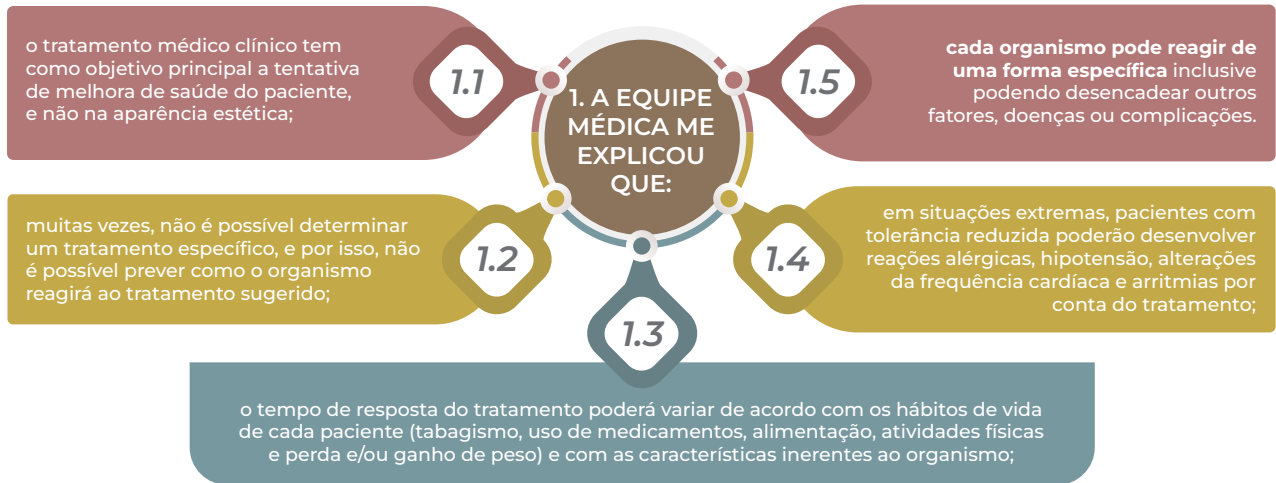 1. A EQUIPE
MÉDICA ME
EXPLICOU
QUE:
1.1
o tratamento médico clínico tem
como objetivo principal a tentativa
de melhora de saúde do paciente,
e não na aparência estética;
1.2
muitas vezes, não é possível determinar
um tratamento específico, e por isso, não
é possível prever como o organismo
reagirá ao tratamento sugerido;
1.3
o tempo de resposta do tratamento poderá variar de acordo com os hábitos de vida
de cada paciente (tabagismo, uso de medicamentos, alimentação, atividades físicas
e perda e/ou ganho de peso) e com as características inerentes ao organismo;
1.4
em situações extremas, pacientes com
tolerância reduzida poderão desenvolver
reações alérgicas, hipotensão, alterações
da frequência cardíaca e arritmias por
conta do tratamento;
1.5
cada organismo pode reagir de
uma forma específica inclusive
podendo desencadear outros
fatores, doenças ou complicações.